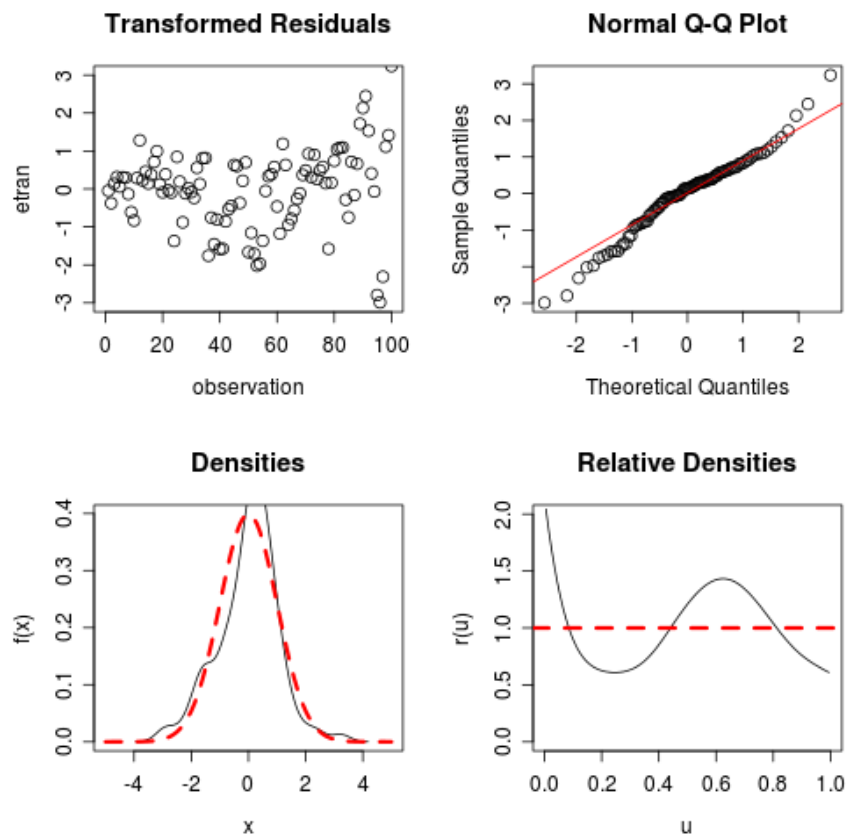 Transformed Residuals
etran
3
2
1
0
-1
-2
-3
0 20 40 60 80 100
observation
Normal Q-Q Plot
Sample Quantiles
3
2
1
0
-1
-3
-2 -1 0 1 2
Theoretical Quantiles
Densities
f(x)
0.4
0.3
0.2
0.1
0.0
-4 -2 0 2 4
x
Relative Densities
r(u)
2.0
1.5
1.0
0.5
0.0
0.0 0.2 0.4 0.6 0.8 1.0
u